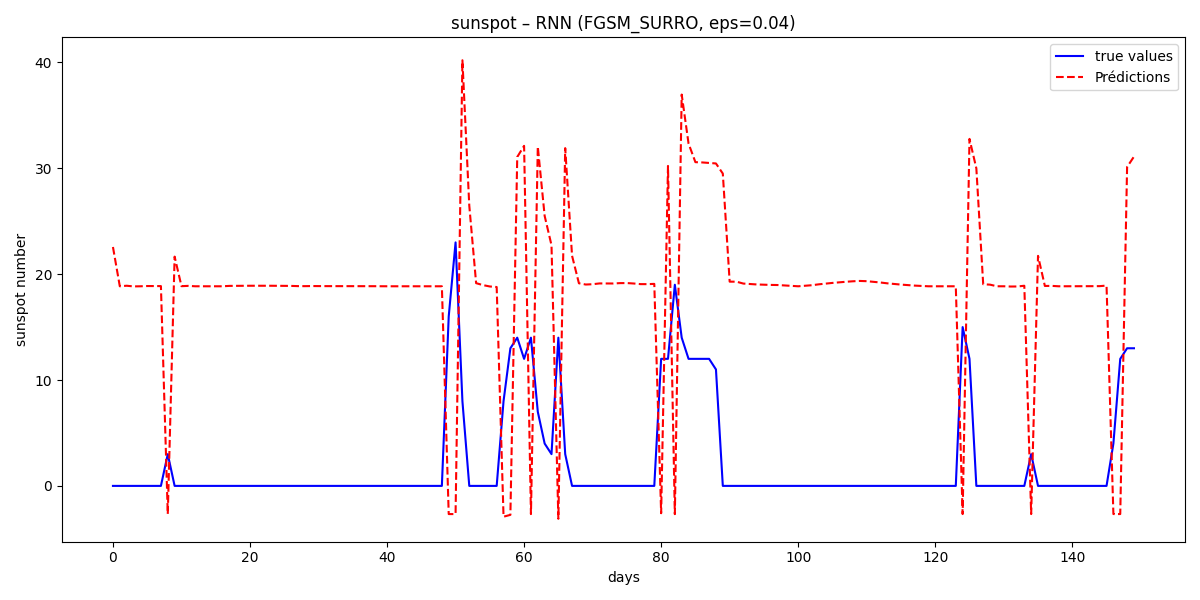 sunspot – RNN (FGSM_SURRO, eps=0.04)
true values
Prédictions
sunspot number
40
30
20
10
0
0 20 40 60 80 100 120 140
days